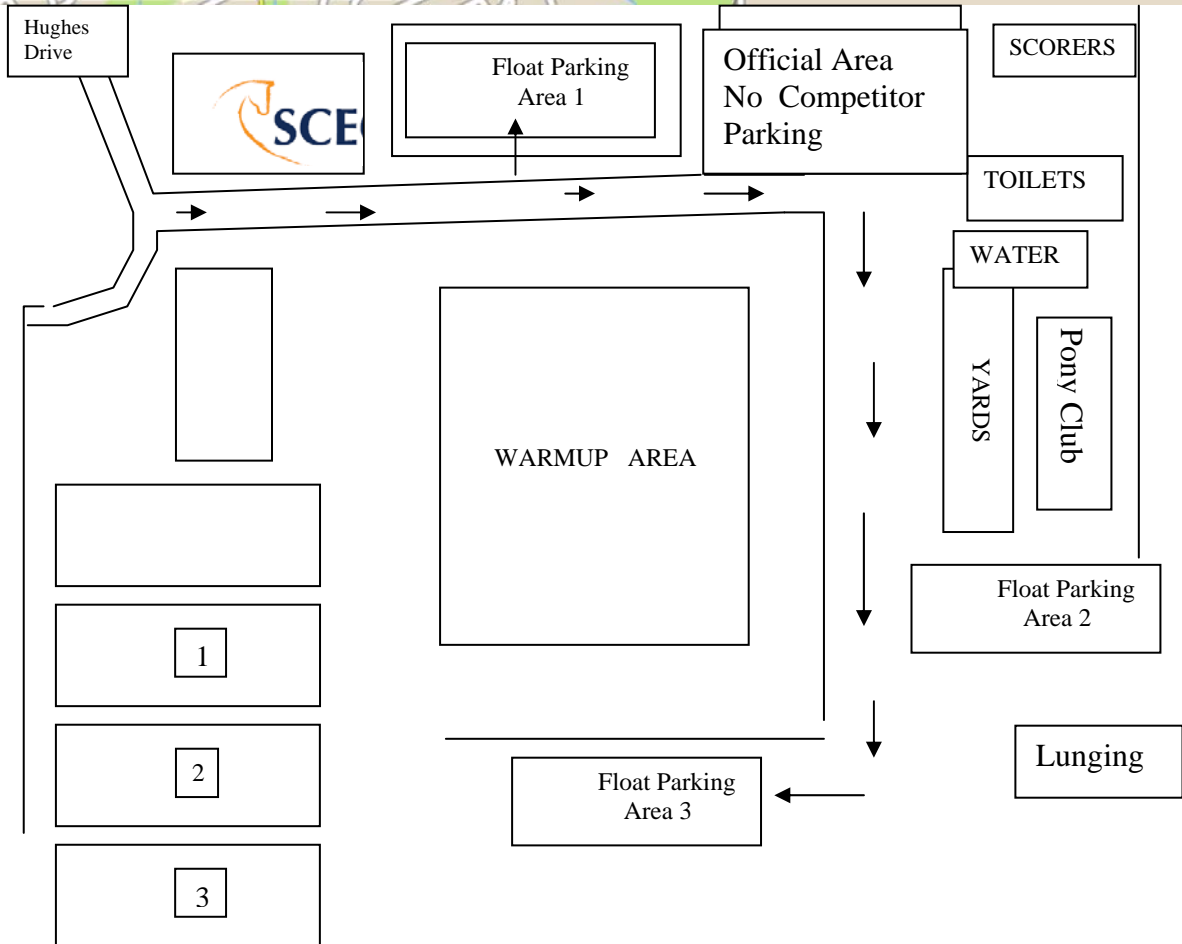 Hughes
Drive
SCE
Float Parking
Area 1
Official Area
No Competitor
Parking
SCORERS
TOILETS
WATER
YARDS
Pony Club
WARMUP AREA
Float Parking
Area 2
1
2
3
Float Parking
Area 3
Lunging